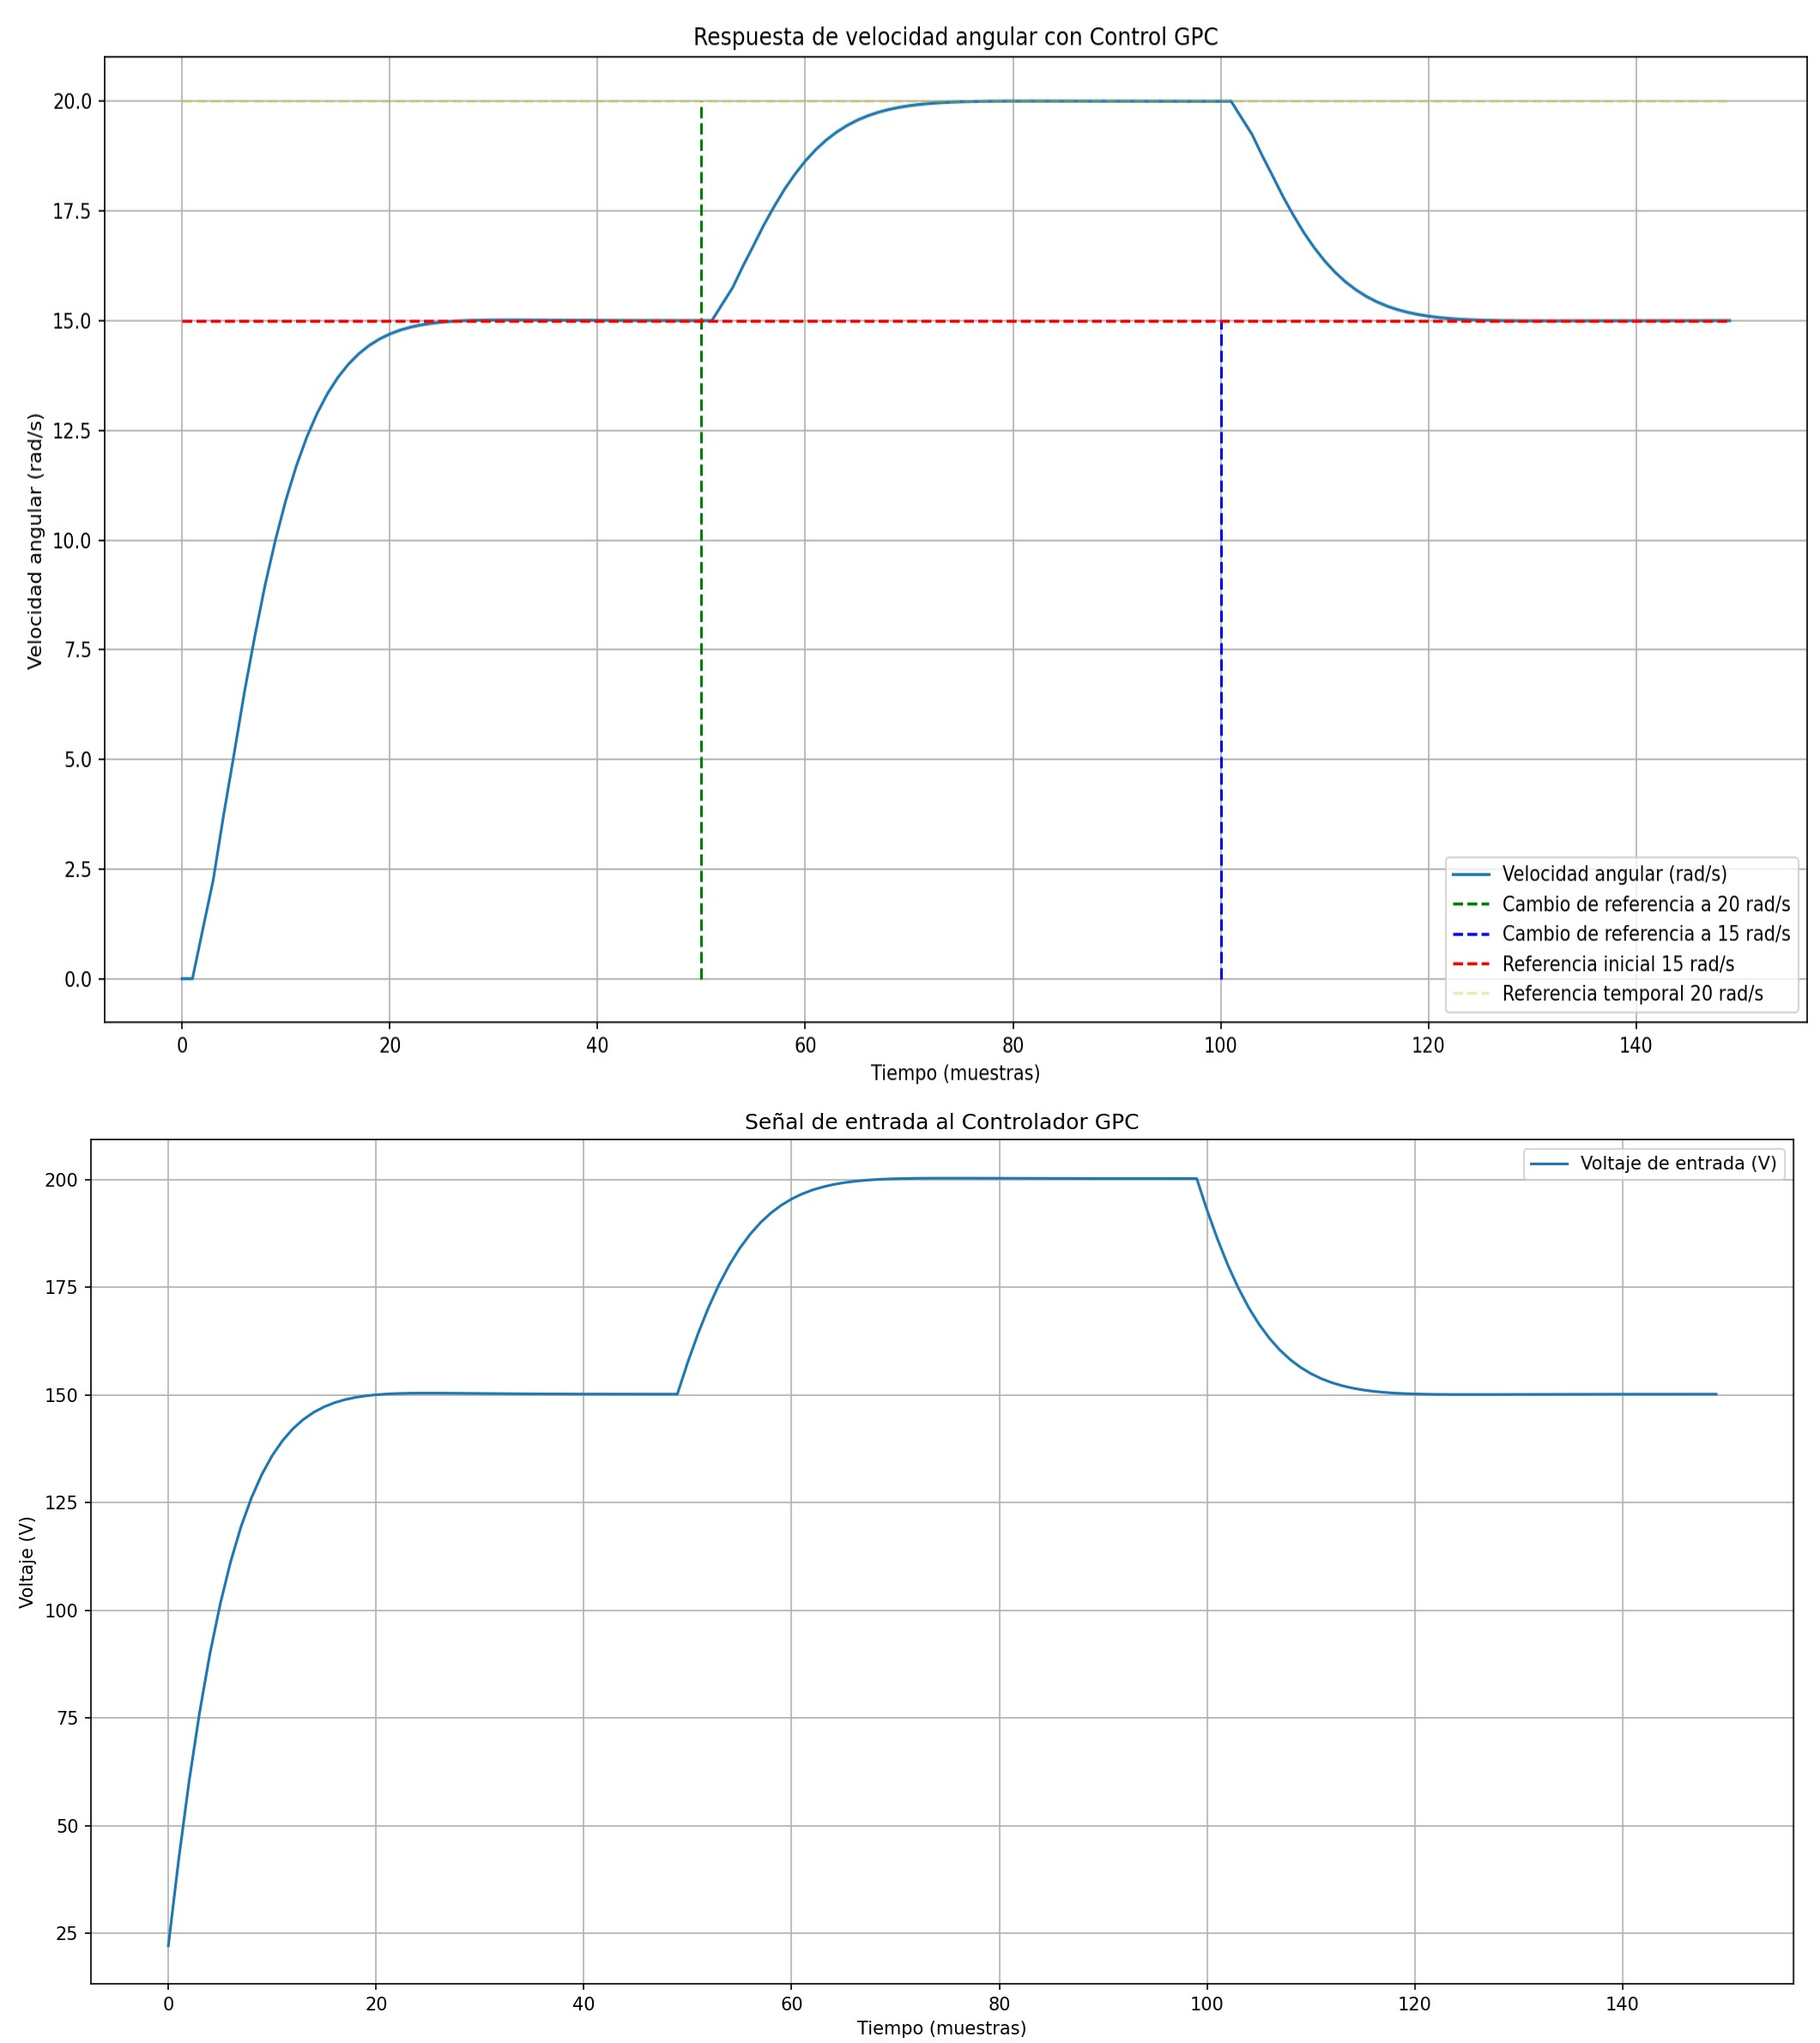 Respuesta de velocidad angular con Control GPC
20.0
17.5
15.0
12.5
10.0
7.5
5.0
2.5
0.0
Velocidad angular (rad/s)
Velocidad angular (rad/s)
Cambio de referencia a 20 rad/s
Cambio de referencia a 15 rad/s
Referencia inicial 15 rad/s
Referencia temporal 20 rad/s
0 20 40 60 80 100 120 140
Tiempo (muestras)
Señal de entrada al Controlador GPC
Voltaje de entrada (V)
200
175
150
125
100
75
50
25
Voltaje (V)
0 20 40 60 80 100 120 140
Tiempo (muestras)